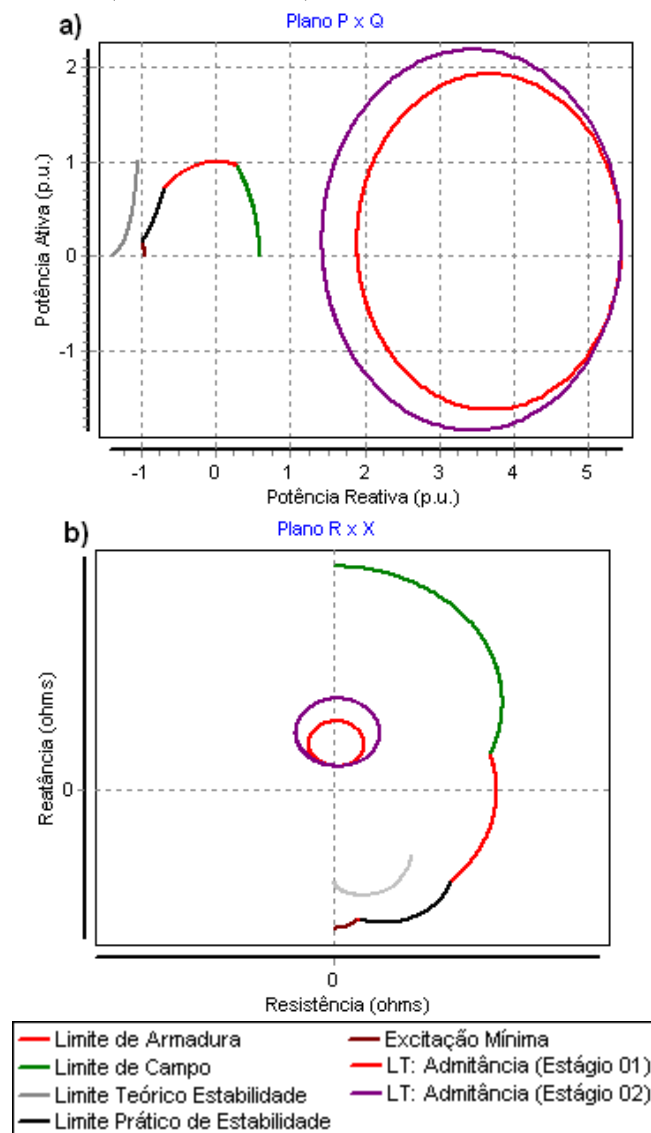 a)
Plano P x Q
Potência Ativa (p.u.)
2
1
0
-1
-1 0 1 2 3 4 5
Potência Reativa (p.u.)
b)
Plano R x X
Reatância (ohms)
0
0
Resistência (ohms)
Limite de Armadura
Limite de Campo
Limite Teórico Estabilidade
Limite Prático de Estabilidade
Excitação Mínima
LT: Admitância (Estágio 01)
LT: Admitância (Estágio 02)